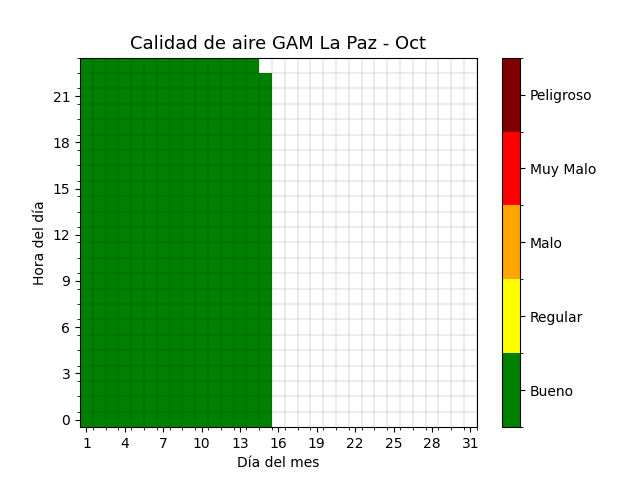 Calidad de aire GAM La Paz - Oct
Hora del día
21
18
15
12
9
6
3
0
1 4 7 10 13 16 19 22 25 28 31
Día del mes
Peligroso
Muy Malo
Malo
Regular
Bueno